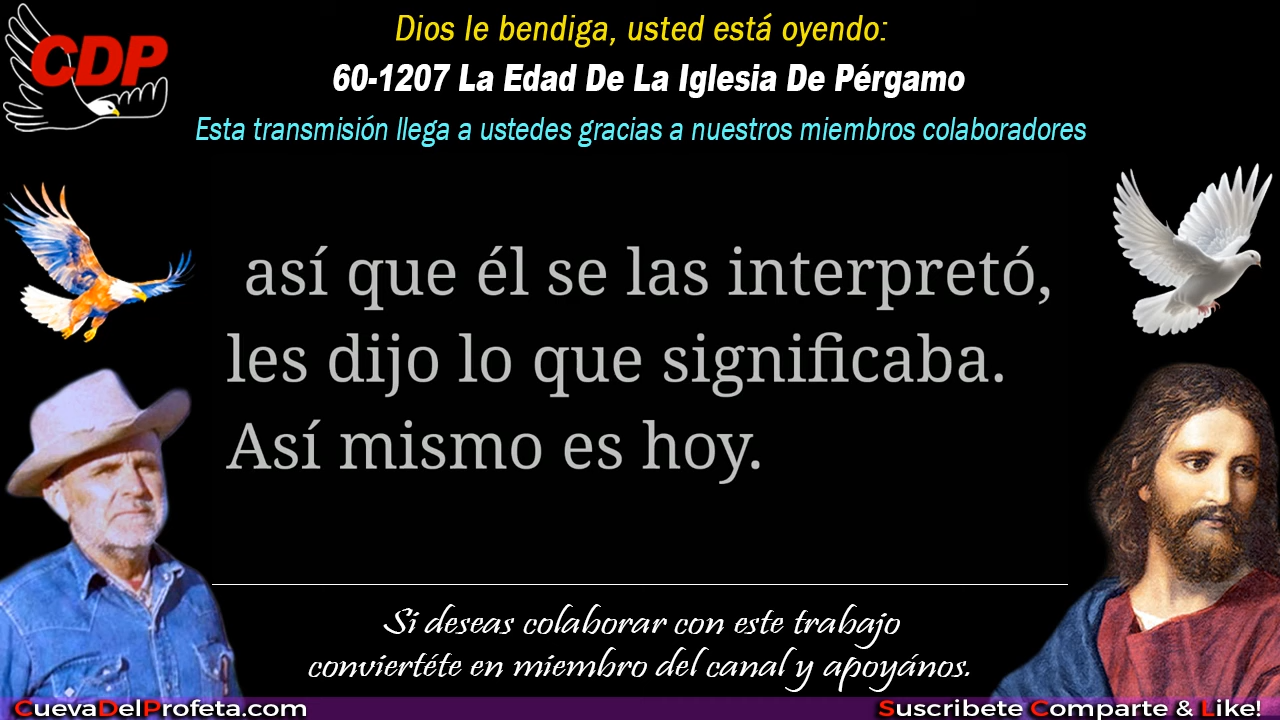 CDP
Dios le bendiga, usted está oyendo:
60-1207 La Edad De La Iglesia De Pérgamo
Esta transmisión llega a ustedes gracias a nuestros miembros colaboradores
así que él se las interpretó,
les dijo lo que significaba.
Así mismo es hoy.
Si deseas colaborar con este trabajo
conviertéte en miembro del canal y apoyános.
CuevaDelProfeta.com
Suscribete Comparte & Like!